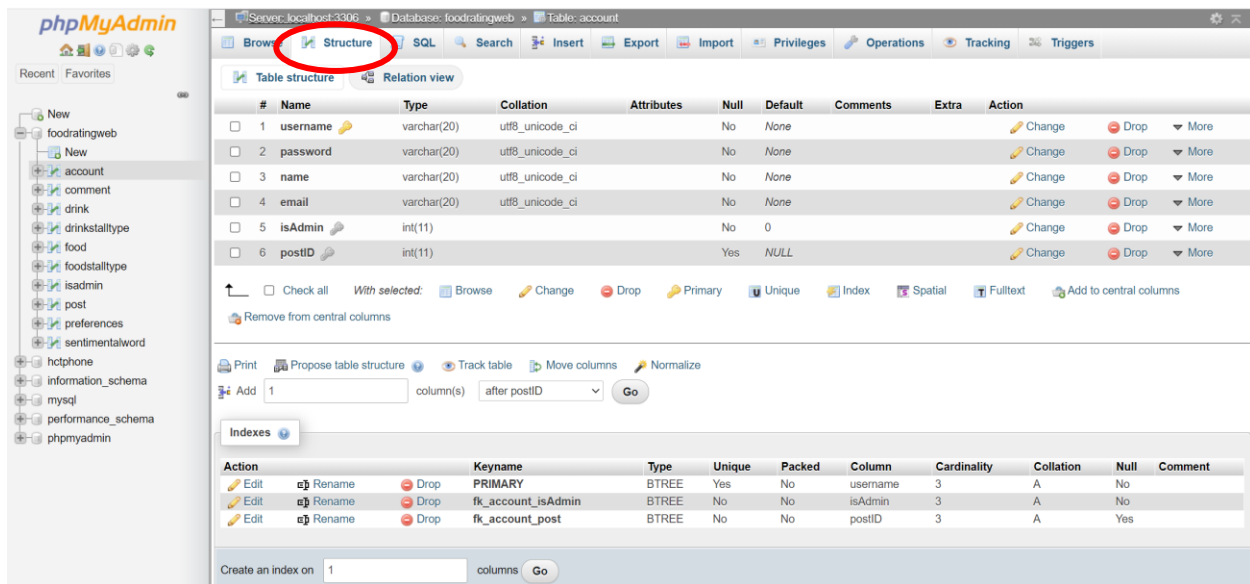 phpMyAdmin
Recent Favorites
New
foodratingweb
New
account
comment
drink
drinkstalltype
food
foodstalltype
isadmin
post
preferences
sentimentalword
hctphone
information_schema
mysql
performance_schema
phpmyadmin
Server: localhost:3306 » Database: foodratingweb » Table: account
Browse Structure SQL Search Insert Export Import Privileges Operations Tracking Triggers
Table structure Relation view
# Name Type Collation Attributes Null Default Comments Extra Action
1 username varchar(20) utf8_unicode_ci No None Change Drop More
2 password varchar(20) utf8_unicode_ci No None Change Drop More
3 name varchar(20) utf8_unicode_ci No None Change Drop More
4 email varchar(20) utf8_unicode_ci No None Change Drop More
5 isAdmin int(11) No 0 Change Drop More
6 postID int(11) Yes NULL Change Drop More
Check all With selected: Browse Change Drop Primary Unique Index Spatial Fulltext Add to central columns
Remove from central columns
Print Propose table structure Track table Move columns Normalize
Add 1 column(s) after postID Go
Indexes
Action Keyname Type Unique Packed Column Cardinality Collation Null Comment
Edit Rename Drop PRIMARY BTREE Yes No username 3 A No
Edit Rename Drop fk_account_isAdmin BTREE No No isAdmin 3 A No
Edit Rename Drop fk_account_post BTREE No No postID 3 A Yes
Create an index on 1 columns Go